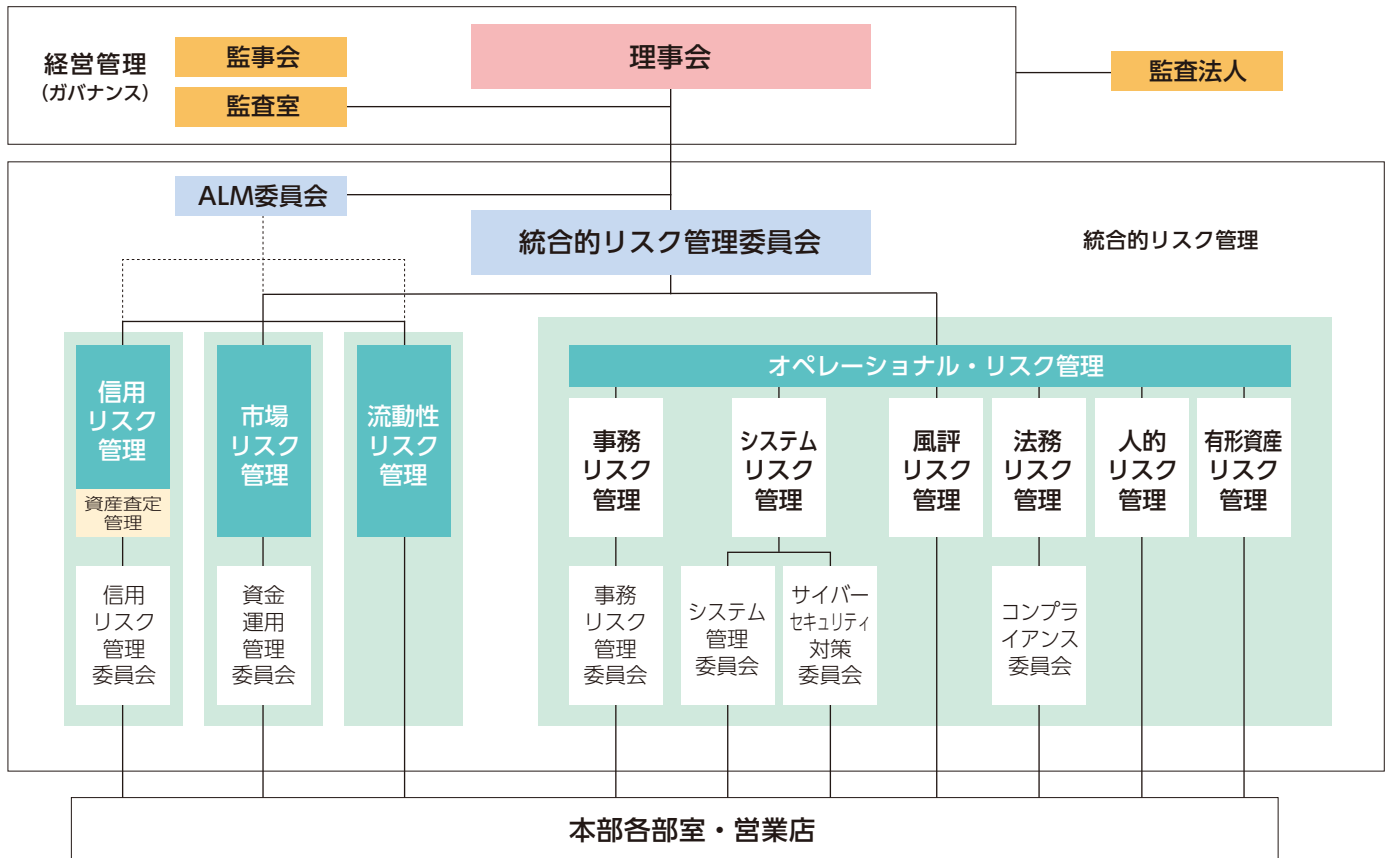 経営管理
(ガバナンス)
監事会
監査室
理事会
監査法人
ALM委員会
統合的リスク管理委員会
統合的リスク管理
信用
リスク
管理
資産査定
管理
信用
リスク
管理
委員会
市場
リスク
管理
資金
運用
管理
委員会
流動性
リスク
管理
オペレーショナル・リスク管理
事務
リスク
管理
事務
リスク
管理
委員会
システム
リスク
管理
システム
管理
委員会
サイバー
セキュリティ
対策
委員会
風評
リスク
管理
法務
リスク
管理
コンプラ
イアンス
委員会
人的
リスク
管理
有形資産
リスク
管理
本部各部室・営業店